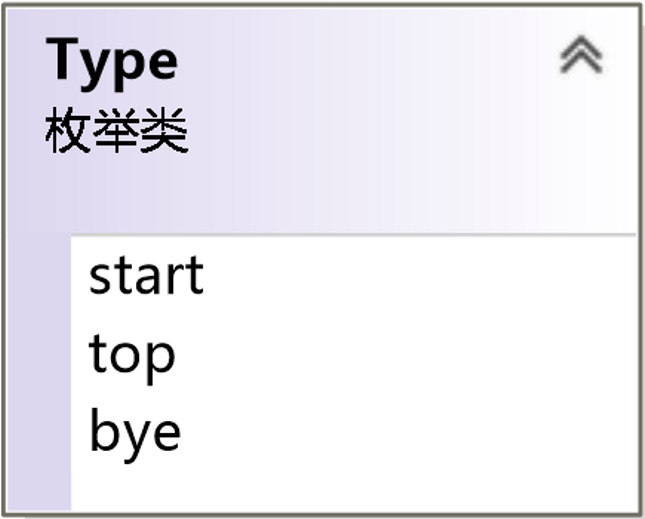 Type
枚举类
start
top
bye